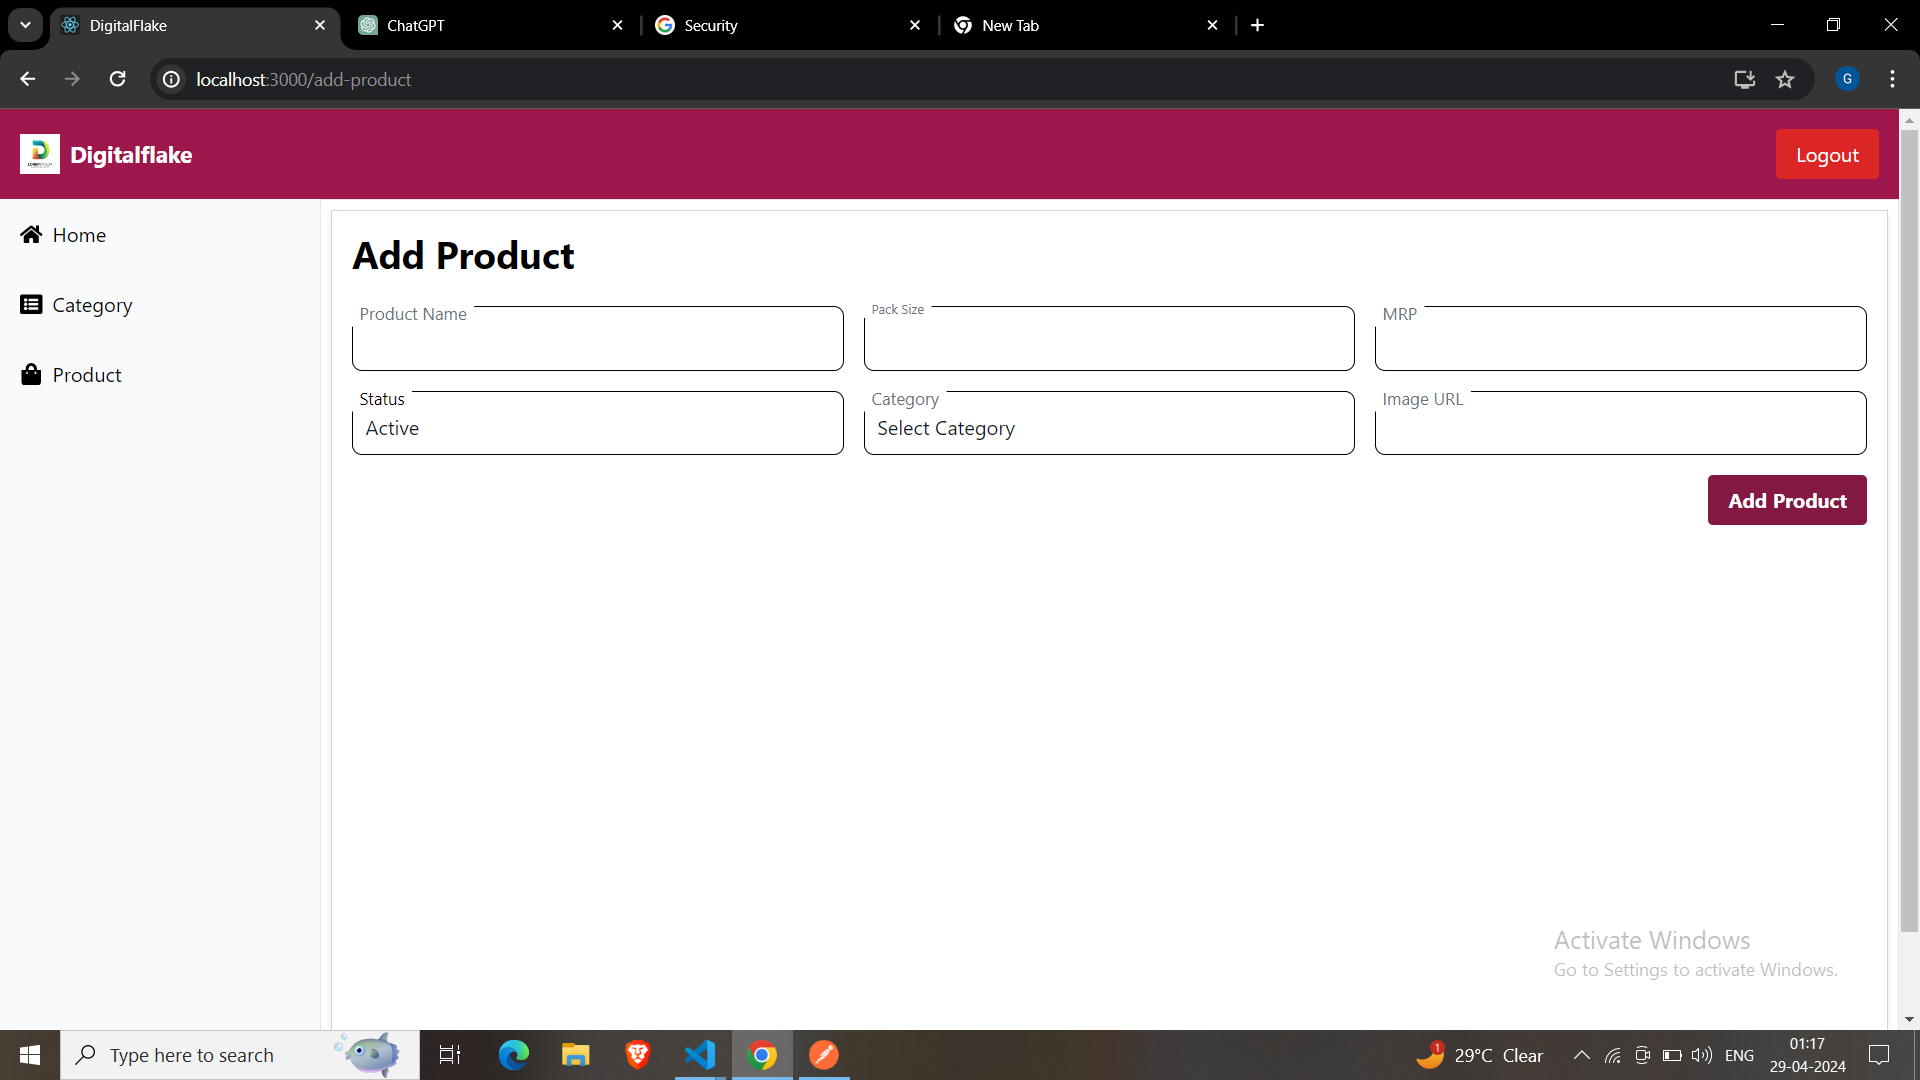 DigitalFlake
ChatGPT
Security
New Tab
localhost:3000/add-product
G
Digitalflake
Logout
Home
Category
Product
Add Product
Product Name
Pack Size
MRP
Status
Active
Category
Select Category
Image URL
Add Product
Activate Windows
Go to Settings to activate Windows.
Type here to search
1
29°C Clear
ENG
01:17
29-04-2024